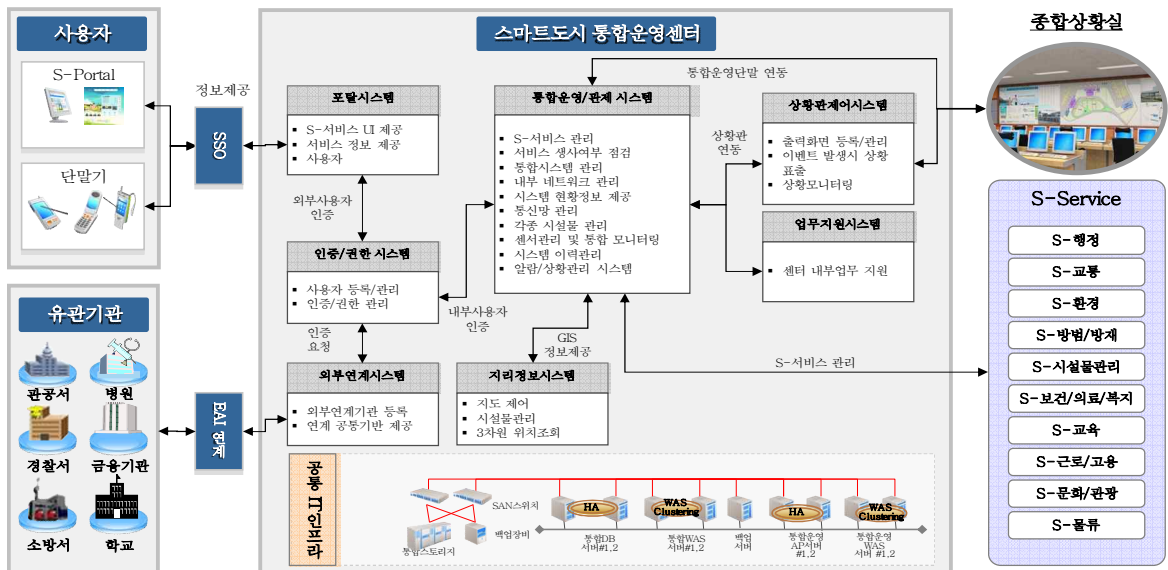 사용자
S-Portal
단말기
유관기관
관공서
병원
경찰서
금융기관
소방서
학교
정보제공
SSO
EAI 연계
스마트도시 통합운영센터
포탈시스템
▪ S-서비스 UI 제공
▪ 서비스 정보 제공
▪ 사용자
외부사용자
인증
인증/권한 시스템
▪ 사용자 등록/관리
▪ 인증/권한 관리
인증
요청
내부사용자
인증
외부연계시스템
▪ 외부연계기관 등록
▪ 연계 공통기반 제공
통합운영/관제 시스템
▪ S-서비스 관리
▪ 서비스 생사여부 점검
▪ 통합시스템 관리
▪ 내부 네트워크 관리
▪ 시스템 현황정보 제공
▪ 통신망 관리
▪ 각종 시설물 관리
▪ 센서관리 및 통합 모니터링
▪ 시스템 이력관리
▪ 알람/상황관리 시스템
GIS
정보제공
지리정보시스템
▪ 지도 제어
▪ 시설물관리
▪ 3차원 위치조회
통합운영단말 연동
상황판
연동
상황판제어시스템
▪ 출력화면 등록/관리
▪ 이벤트 발생시 상황
표출
▪ 상황모니터링
업무지원시스템
▪ 센터 내부업무 지원
S-서비스 관리
공통 IT인프라
SAN스위치
백업장비
통합스토리지
HA
통합DB
서버#1,2
WAS
Clustering
통합WAS
서버#1,2
백업
서버
HA
통합운영
AP서버
#1,2
WAS
Clustering
통합운영
WAS
서버 #1,2
종합상황실
S-Service
S-행정
S-교통
S-환경
S-방범/방재
S-시설물관리
S-보건/의료/복지
S-교육
S-근로/고용
S-문화/관광
S-물류